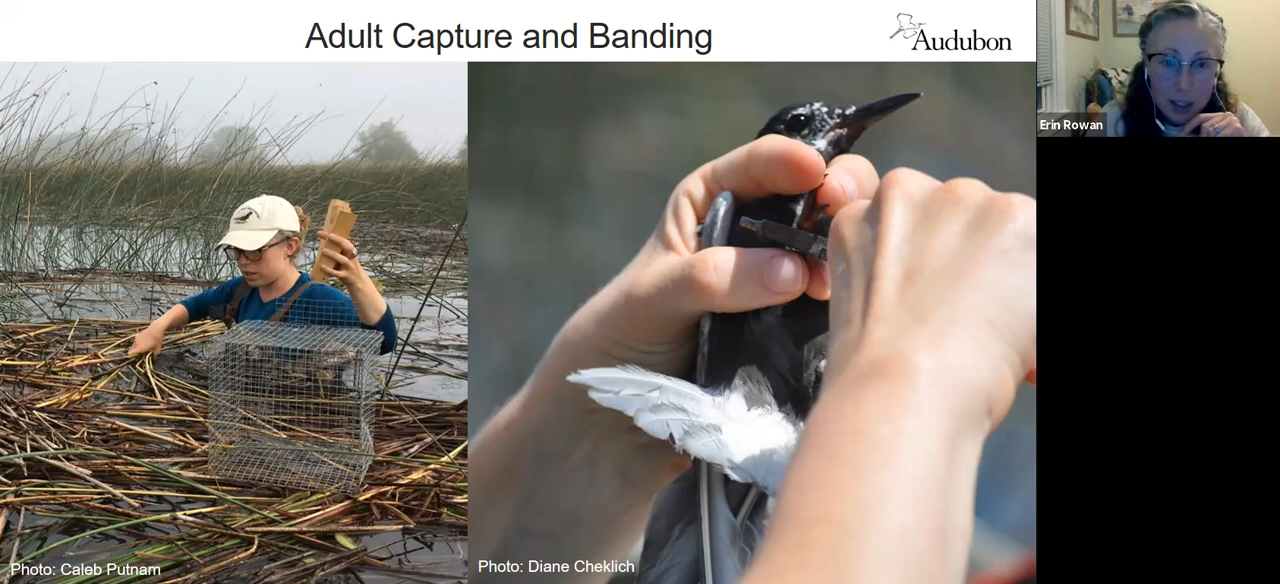 Adult Capture and Banding
Audubon
Erin Rowan
Photo: Caleb Putnam
Photo: Diane Cheklich